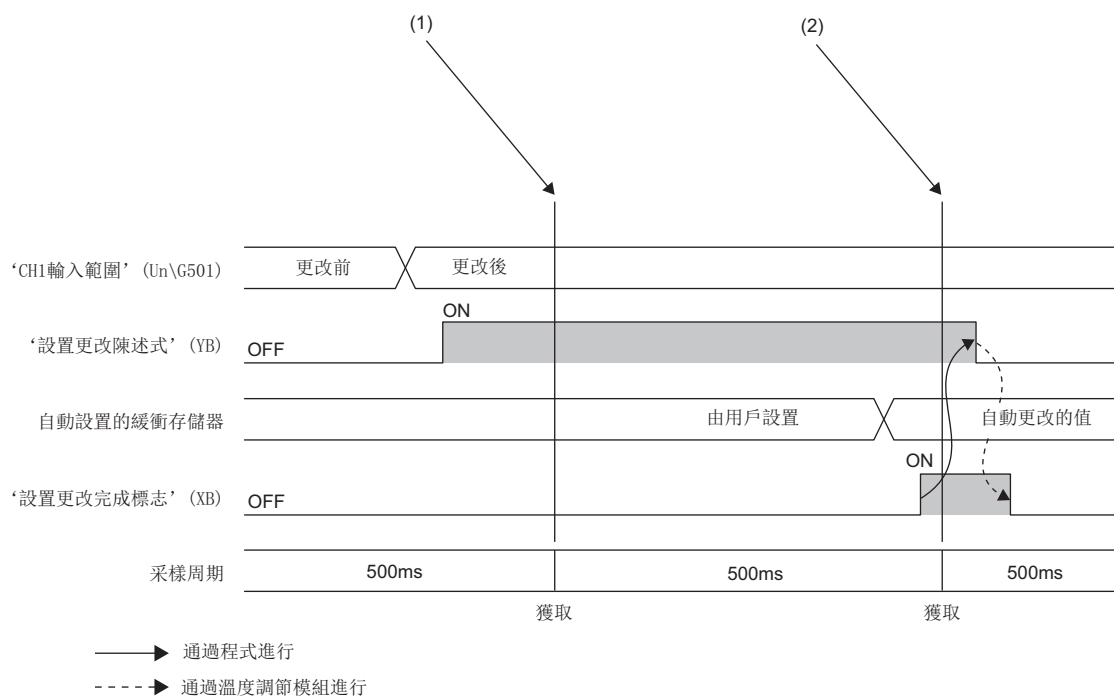 (1)
(2)
‘CH1輸入範圍’(Un\G501)
更改前
更改後
‘設置更改陳述式’(YB)
OFF
ON
自動設置的緩衝存儲器
由用戶設置
自動更改的值
‘設置更改完成標志’(XB)
OFF
ON
采樣周期
500ms
500ms
500ms
獲取
獲取
通過程式進行
通過溫度調節模組進行